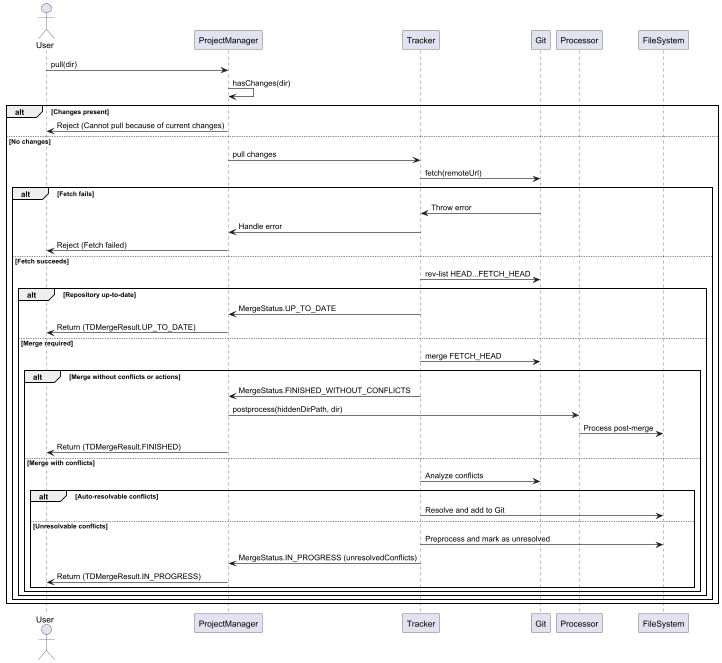 User
ProjectManager
Tracker
Git
Processor
FileSystem
pull(dir)
hasChanges(dir)
alt [Changes present]
Reject (Cannot pull because of current changes)
[No changes]
pull changes
fetch(remoteUrl)
alt [Fetch fails]
Throw error
Handle error
Reject (Fetch failed)
[Fetch succeeds]
rev-list HEAD...FETCH_HEAD
alt [Repository up-to-date]
MergeStatus.UP_TO_DATE
Return (TDMergeResult.UP_TO_DATE)
[Merge required]
merge FETCH_HEAD
alt [Merge without conflicts or actions]
MergeStatus.FINISHED_WITHOUT_CONFLICTS
postprocess(hiddenDirPath, dir)
Process post-merge
Return (TDMergeResult.FINISHED)
[Merge with conflicts]
Analyze conflicts
alt [Auto-resolvable conflicts]
Resolve and add to Git
[Unresolvable conflicts]
Preprocess and mark as unresolved
MergeStatus.IN_PROGRESS (unresolvedConflicts)
Return (TDMergeResult.IN_PROGRESS)
User
ProjectManager
Tracker
Git
Processor
FileSystem